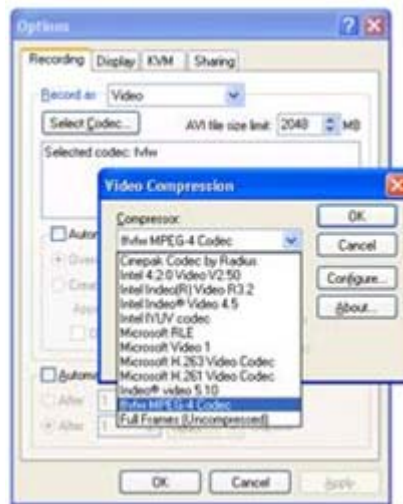 Options
Recording Display KVM Sharing
Record as Video
Select Codec... AVI file size limit: 2048 MB
Selected codec: ffvfw
Video Compression
Compressor:
ffvfw MPEG-4 Codec
OK
Cinepak Codec by Radius
Cancel
Intel 4:2:0 Video V2.50
Intel Indeo(R) Video R3.2
Configure...
Intel Indeo® Video 4.5
Intel IYUV codec
About...
Microsoft RLE
Microsoft Video 1
Microsoft H.263 Video Codec
Microsoft H.261 Video Codec
Indeo® video 5.10
ffvfw MPEG-4 Codec
Full Frames (Uncompressed)
After 1
After 1
OK Cancel Apply